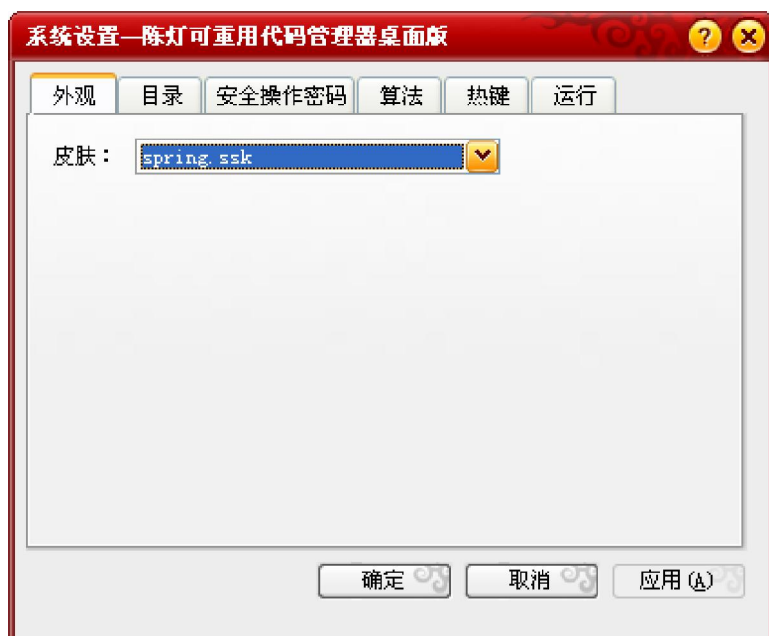 系统设置—陈灯可重用代码管理器桌面版
外观 目录 安全操作密码 算法 热键 运行
皮肤： spring.ssk
确定 取消 应用(A)